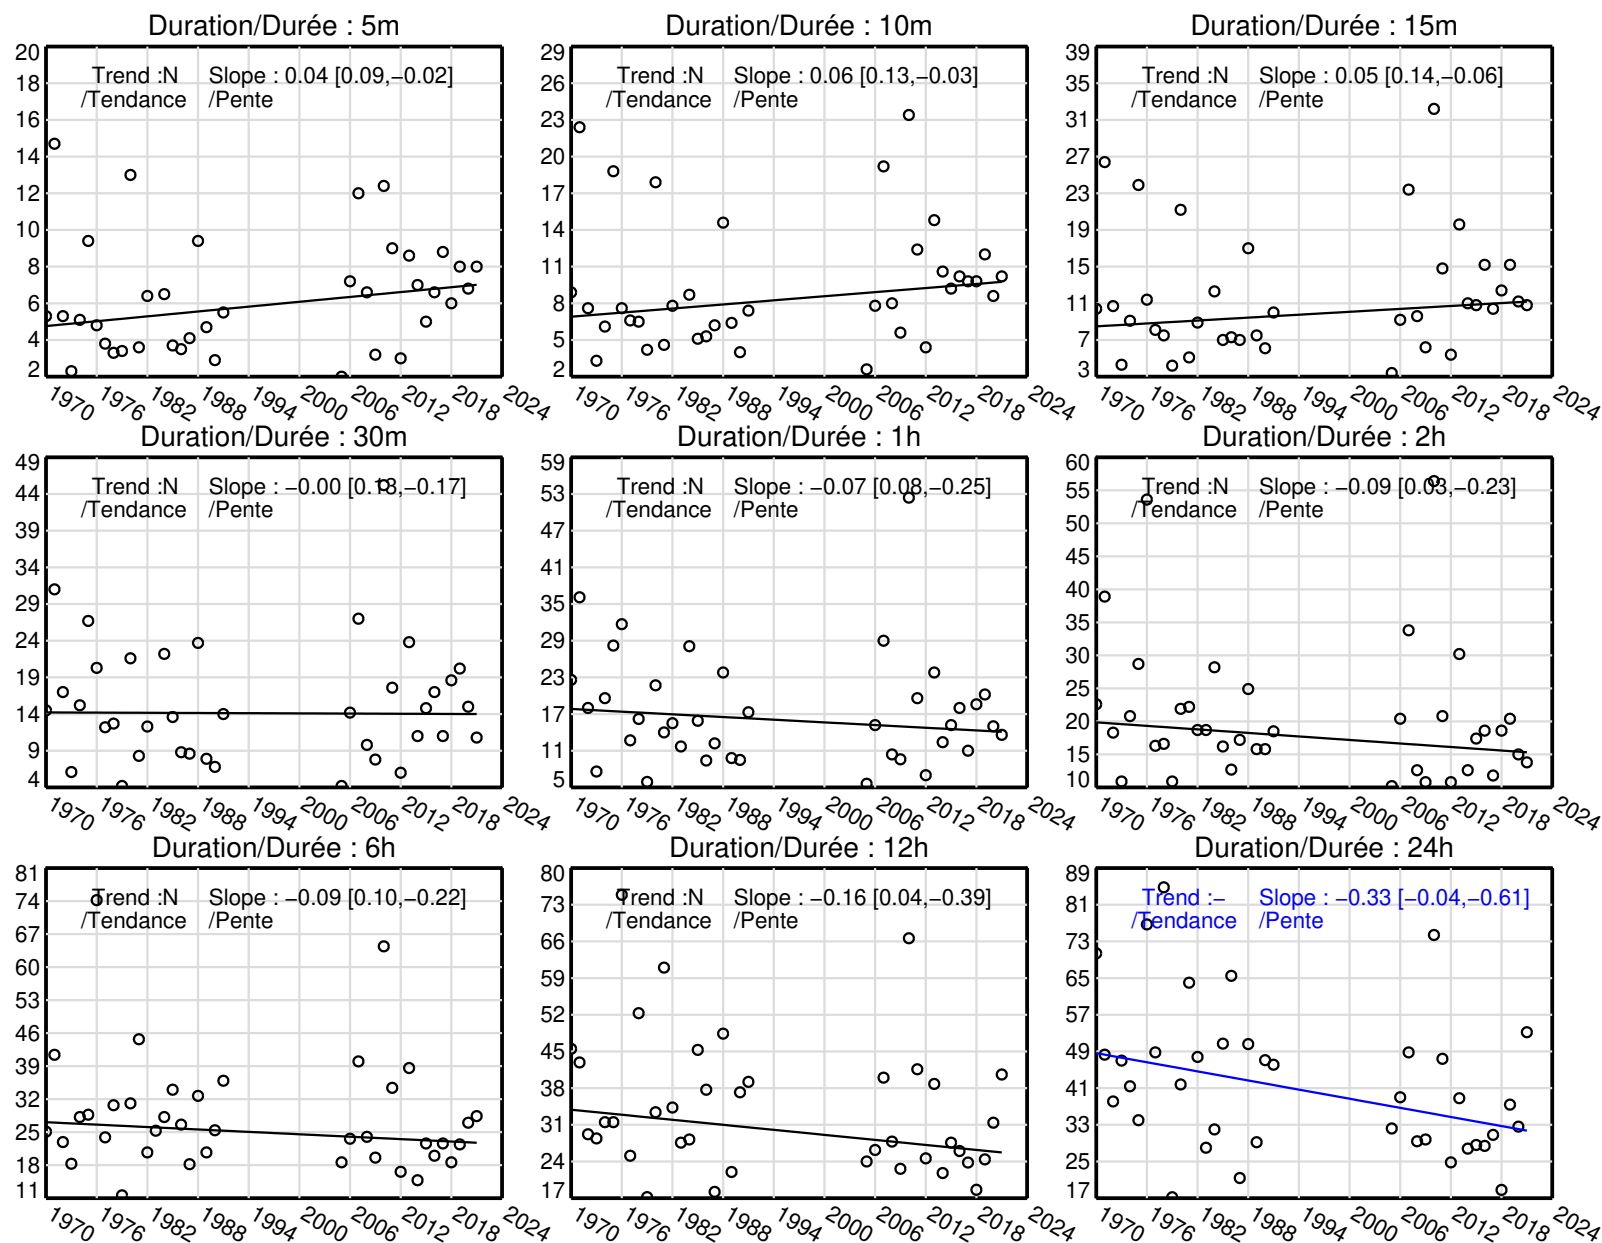 Duration/Durée : 5m
Trend :N Slope : 0.04 [0.09,−0.02]
/Tendance /Pente
20
18
16
14
12
10
8
6
4
2
1970 1976 1982 1988 1994 2000 2006 2012 2018 2024
Duration/Durée : 10m
Trend :N Slope : 0.06 [0.13,−0.03]
/Tendance /Pente
29
26
23
20
17
14
11
8
5
2
1970 1976 1982 1988 1994 2000 2006 2012 2018 2024
Duration/Durée : 15m
Trend :N Slope : 0.05 [0.14,−0.06]
/Tendance /Pente
39
35
31
27
23
19
15
11
7
3
1970 1976 1982 1988 1994 2000 2006 2012 2018 2024
Duration/Durée : 30m
Trend :N Slope : −0.00 [0.18,−0.17]
/Tendance /Pente
49
44
39
34
29
24
19
14
9
4
1970 1976 1982 1988 1994 2000 2006 2012 2018 2024
Duration/Durée : 1h
Trend :N Slope : −0.07 [0.08,−0.25]
/Tendance /Pente
59
53
47
41
35
29
23
17
11
5
1970 1976 1982 1988 1994 2000 2006 2012 2018 2024
Duration/Durée : 2h
Trend :N Slope : −0.09 [0.03,−0.23]
/Tendance /Pente
60
55
50
45
40
35
30
25
20
15
10
1970 1976 1982 1988 1994 2000 2006 2012 2018 2024
Duration/Durée : 6h
Trend :N Slope : −0.09 [0.10,−0.22]
/Tendance /Pente
81
74
67
60
53
46
39
32
25
18
11
1970 1976 1982 1988 1994 2000 2006 2012 2018 2024
Duration/Durée : 12h
Trend :N Slope : −0.16 [0.04,−0.39]
/Tendance /Pente
80
73
66
59
52
45
38
31
24
17
1970 1976 1982 1988 1994 2000 2006 2012 2018 2024
Duration/Durée : 24h
Trend :− Slope : −0.33 [−0.04,−0.61]
/Tendance /Pente
89
81
73
65
57
49
41
33
25
17
1970 1976 1982 1988 1994 2000 2006 2012 2018 2024